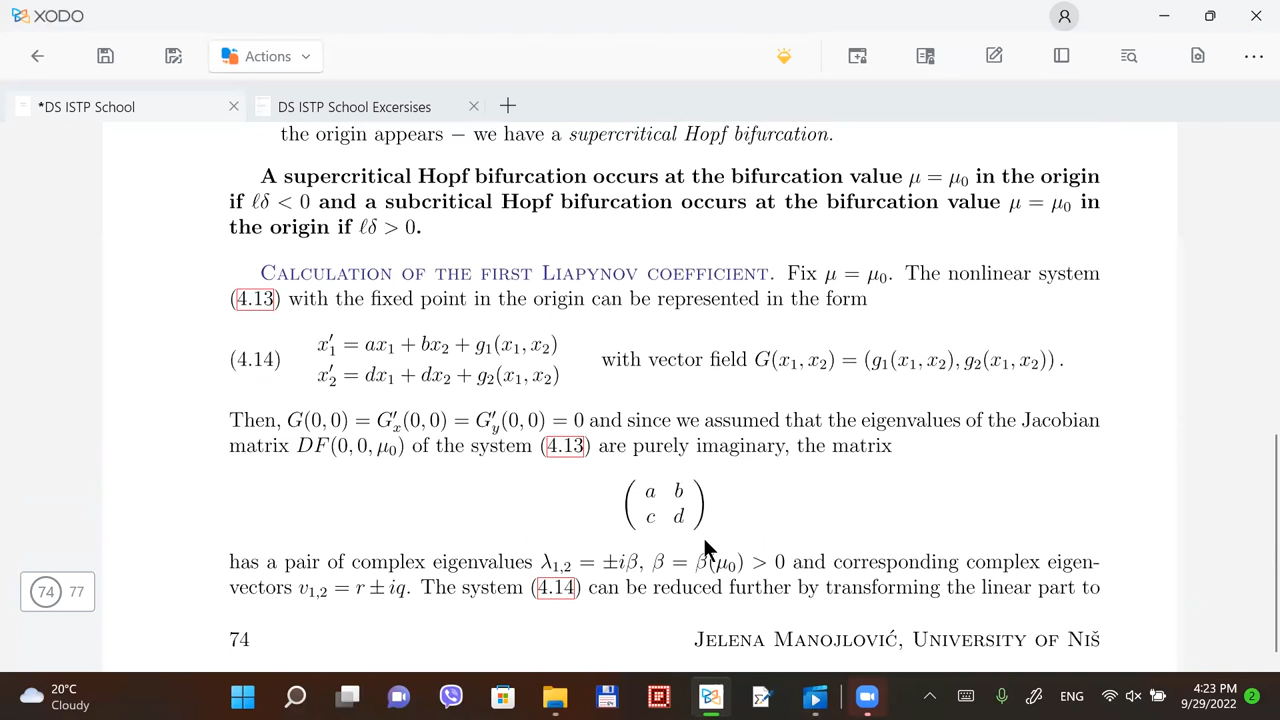 XODO
Actions
*DS ISTP School
DS ISTP School Excersises
the origin appears – we have a supercritical Hopf bifurcation.
A supercritical Hopf bifurcation occurs at the bifurcation value μ = μ₀ in the origin
if ℓδ < 0 and a subcritical Hopf bifurcation occurs at the bifurcation value μ = μ₀ in
the origin if ℓδ > 0.
Calculation of the first Liapynov coefficient. Fix μ = μ₀. The nonlinear system
(4.13) with the fixed point in the origin can be represented in the form
(4.14) x₁′ = ax₁ + bx₂ + g₁(x₁, x₂)
x₂′ = dx₁ + dx₂ + g₂(x₁, x₂)
with vector field G(x₁, x₂) = (g₁(x₁, x₂), g₂(x₁, x₂)) .
Then, G(0, 0) = G′ₓ(0, 0) = G′ᵧ(0, 0) = 0 and since we assumed that the eigenvalues of the Jacobian
matrix DF(0, 0, μ₀) of the system (4.13) are purely imaginary, the matrix
( a b
c d )
has a pair of complex eigenvalues λ₁,₂ = ±iβ, β = β(μ₀) > 0 and corresponding complex eigen-
vectors v₁,₂ = r ± iq. The system (4.14) can be reduced further by transforming the linear part to
74 77
74 Jelena Manojlović, University of Niš
20°C
Cloudy
ENG
4:23 PM
9/29/2022
2